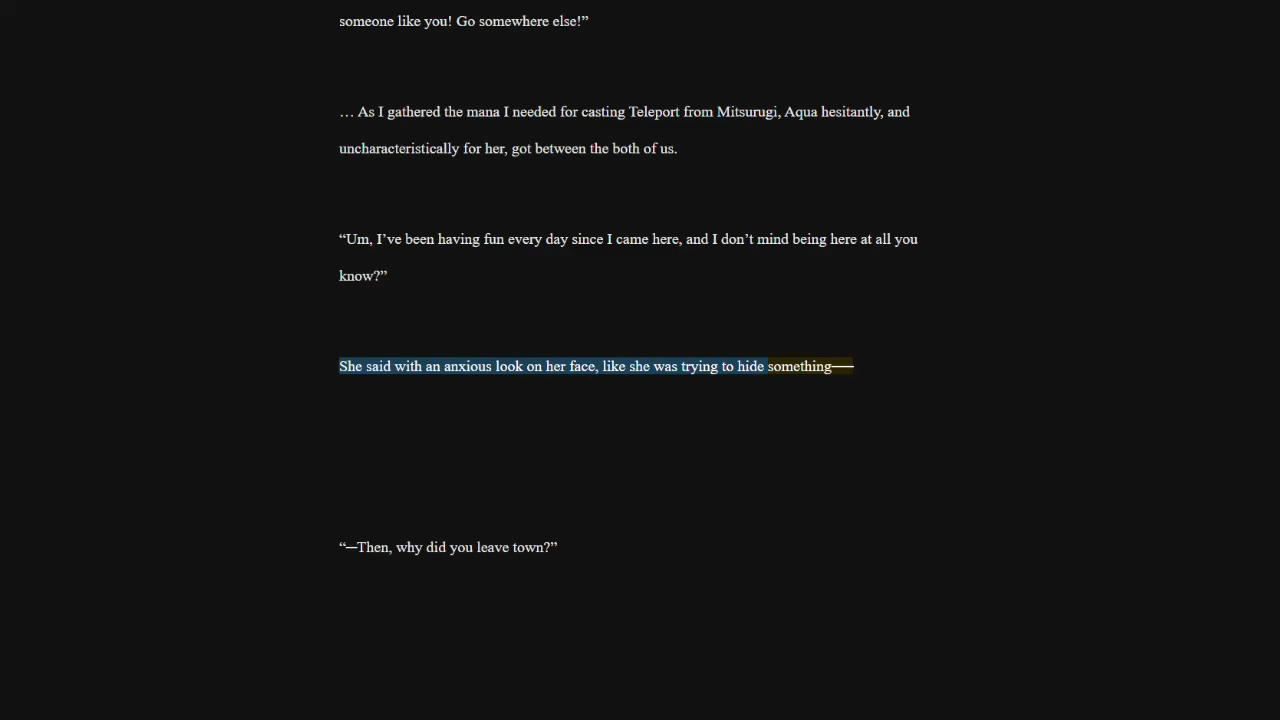 someone like you! Go somewhere else!”
… As I gathered the mana I needed for casting Teleport from Mitsurugi, Aqua hesitantly, and
uncharacteristically for her, got between the both of us.
“Um, I’ve been having fun every day since I came here, and I don’t mind being here at all you
know?”
She said with an anxious look on her face, like she was trying to hide something──
“─Then, why did you leave town?”